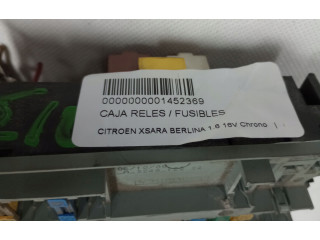 0000000001452369
CAJA RELES / FUSIBLES
CITROEN XSARA BERLINA 1.6 16V Chrono |